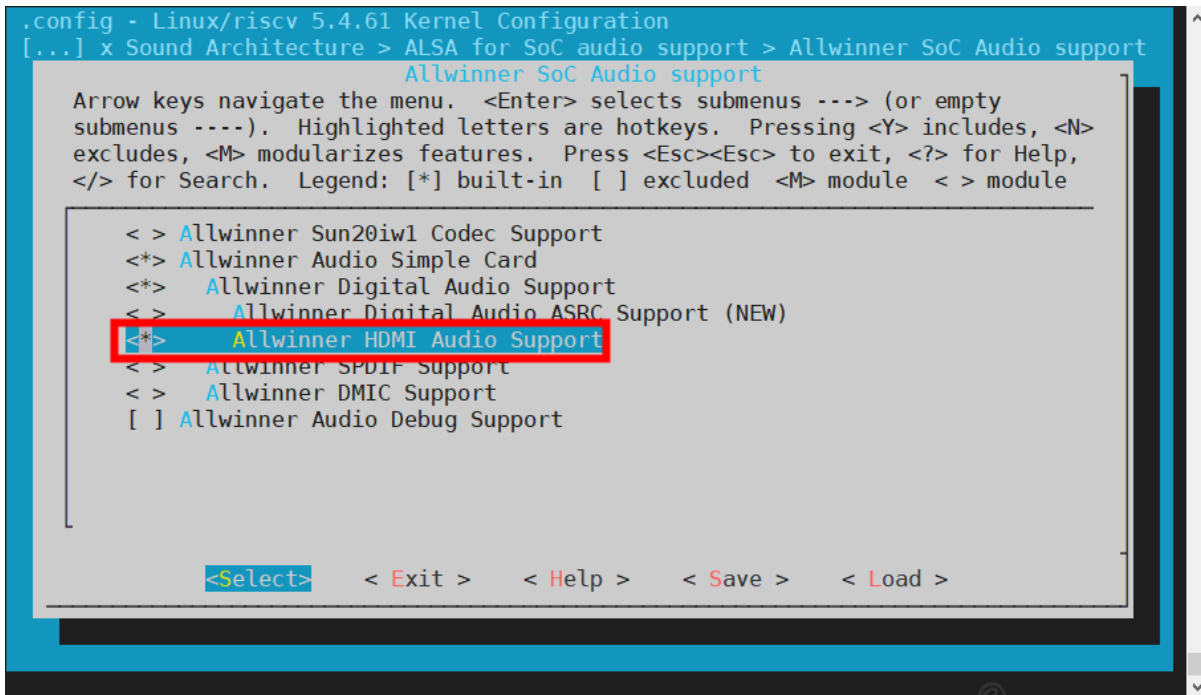 .config - Linux/riscv 5.4.61 Kernel Configuration
[...] x Sound Architecture > ALSA for SoC audio support > Allwinner SoC Audio support
Allwinner SoC Audio support
Arrow keys navigate the menu.  <Enter> selects submenus ---> (or empty
submenus ----).  Highlighted letters are hotkeys.  Pressing <Y> includes, <N>
excludes, <M> modularizes features.  Press <Esc><Esc> to exit, <?> for Help,
</> for Search.  Legend: [*] built-in  [ ] excluded  <M> module  < > module
< > Allwinner Sun20iw1 Codec Support
<*> Allwinner Audio Simple Card
<*>   Allwinner Digital Audio Support
< >     Allwinner Digital Audio ASRC Support (NEW)
<*>     Allwinner HDMI Audio Support
< >   Allwinner SPDIF Support
< >   Allwinner DMIC Support
[ ] Allwinner Audio Debug Support
<Select>    < Exit >    < Help >    < Save >    < Load >